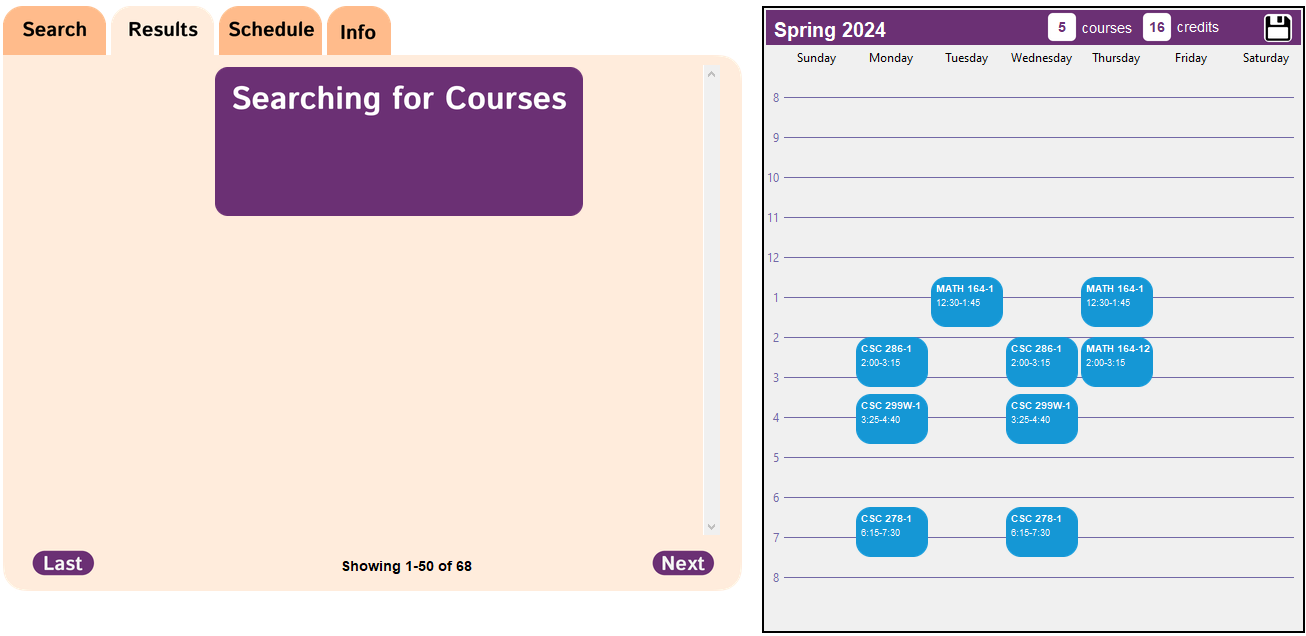 Search
Results
Schedule
Info
Searching for Courses
Last
Showing 1-50 of 68
Next
Spring 2024
5 courses 16 credits
Sunday Monday Tuesday Wednesday Thursday Friday Saturday
8
9
10
11
12
1
2
3
4
5
6
7
8
MATH 164-1
12:30-1:45
MATH 164-1
12:30-1:45
CSC 286-1
2:00-3:15
CSC 286-1
2:00-3:15
MATH 164-12
2:00-3:15
CSC 299W-1
3:25-4:40
CSC 299W-1
3:25-4:40
CSC 278-1
6:15-7:30
CSC 278-1
6:15-7:30